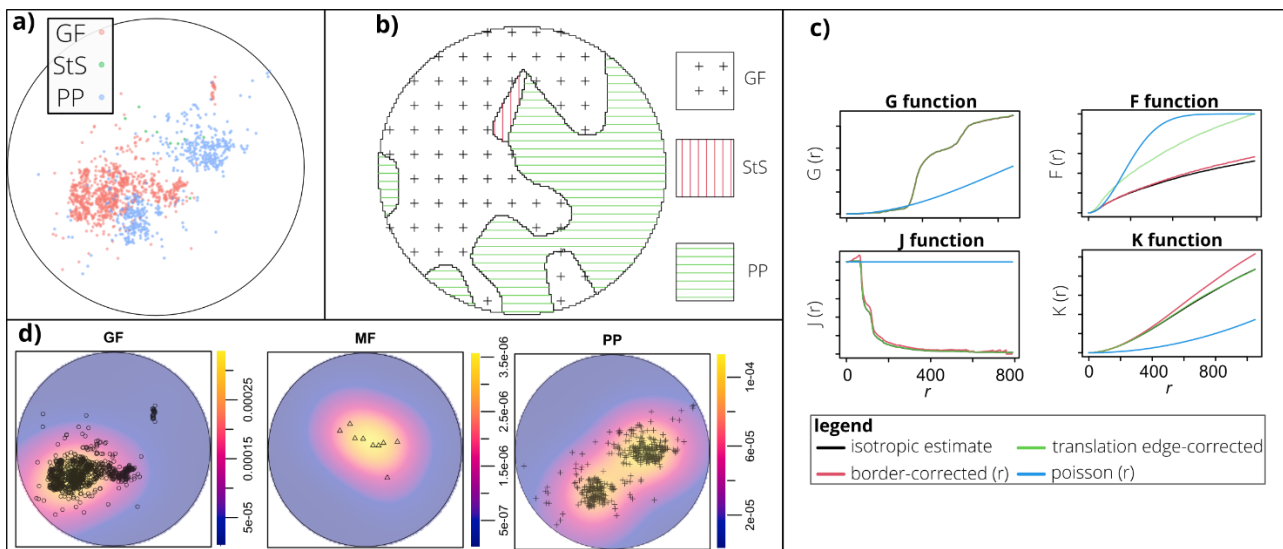 a)
GF
StS
PP
b)
GF
StS
PP
c)
G function
G (r)
F function
F (r)
J function
J (r)
0
400
800
r
K function
K (r)
0
400
800
r
legend
isotropic estimate
translation edge-corrected
border-corrected (r)
poisson (r)
d)
GF
5e-05
0.00015
0.00025
MF
5e-07
1.5e-06
2.5e-06
3.5e-06
PP
2e-05
6e-05
1e-04